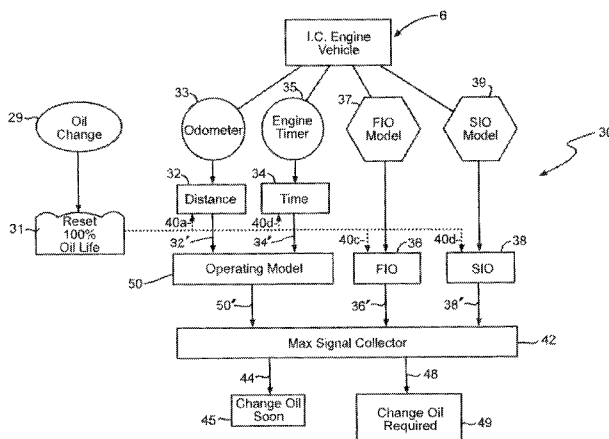 6
I.C. Engine
Vehicle
29
Oil
Change
33
Odometer
35
Engine
Timer
37
FIO
Model
39
SIO
Model
30
32
Distance
34
Time
31
Reset
100%
Oil Life
40a
32'
40d
34'
40c
36
40d
38
50
Operating Model
FIO
SIO
50'
36'
38'
Max Signal Collector
42
44
48
45
Change Oil
Soon
Change Oil
Required
49